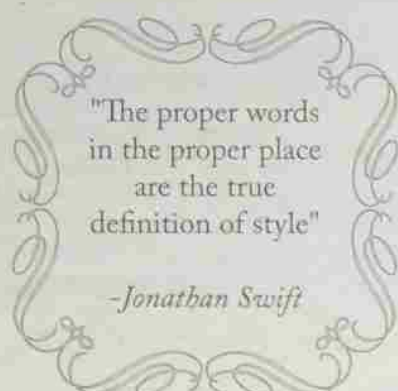 "The proper words
in the proper place
are the true
definition of style"
-Jonathan Swift